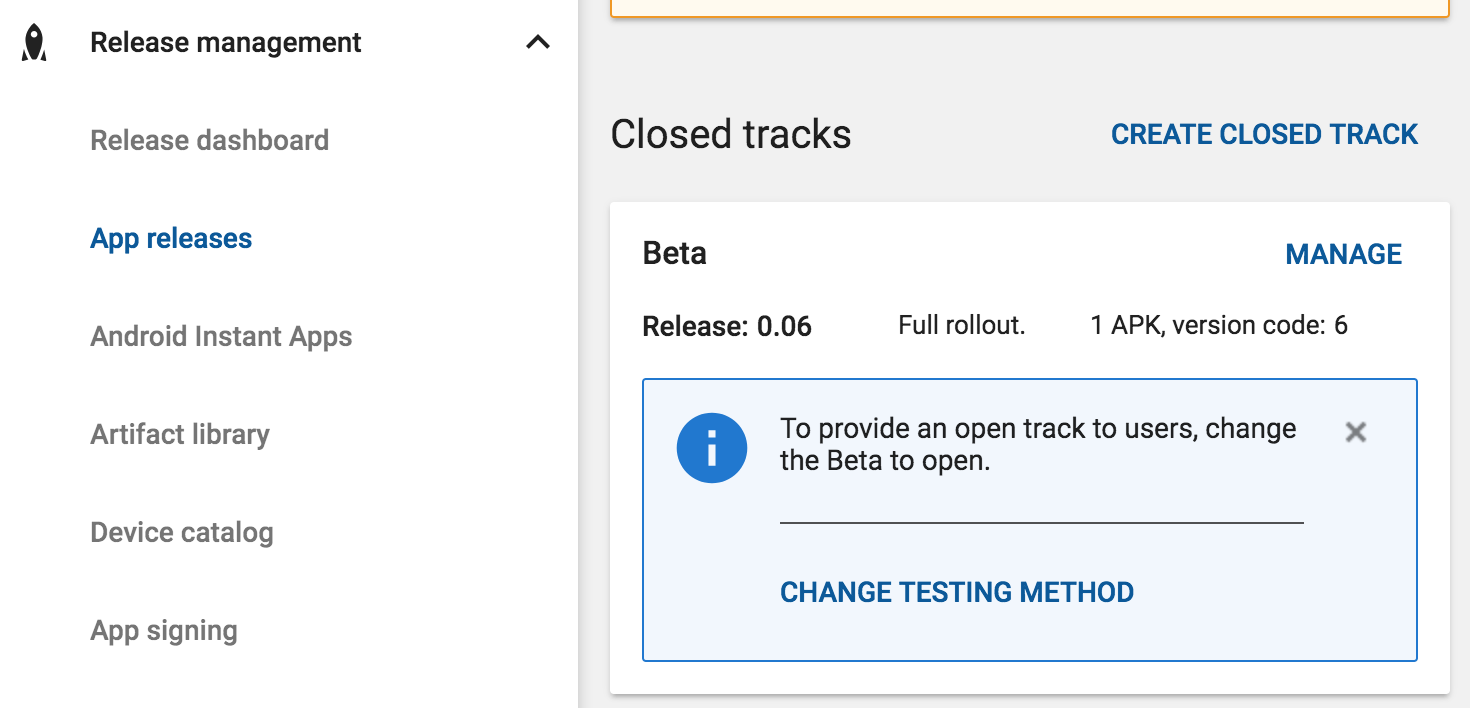 Release management
Release dashboard
App releases
Android Instant Apps
Artifact library
Device catalog
App signing
Closed tracks
CREATE CLOSED TRACK
Beta
MANAGE
Release: 0.06
Full rollout.
1 APK, version code: 6
To provide an open track to users, change
the Beta to open.
CHANGE TESTING METHOD